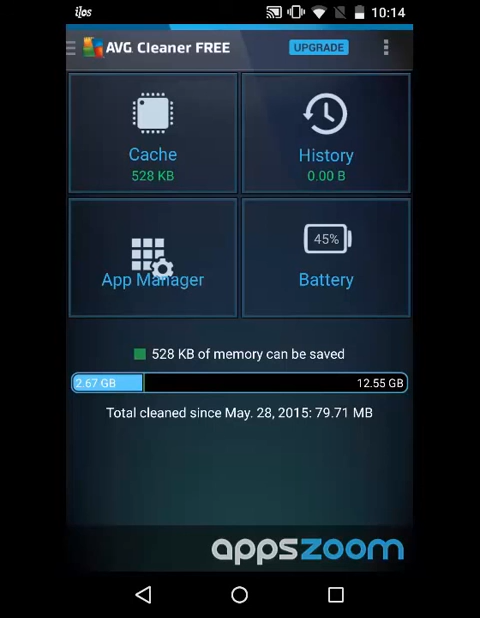 ilos 10:14
AVG Cleaner FREE UPGRADE
Cache History
528 KB 0.00 B
45%
App Manager Battery
528 KB of memory can be saved
2.67 GB 12.55 GB
Total cleaned since May. 28, 2015: 79.71 MB
appszoom